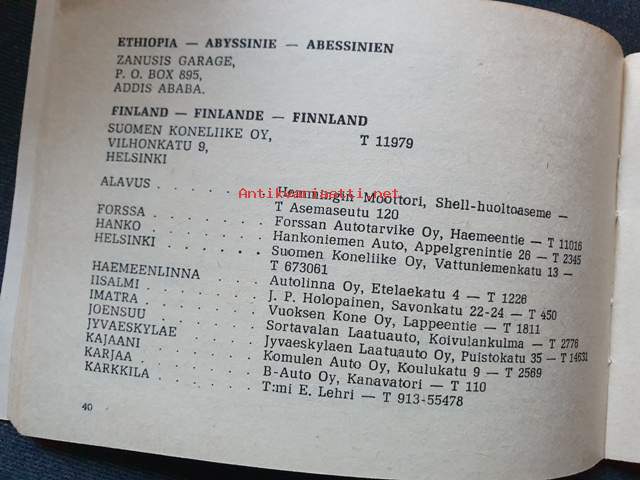 ETHIOPIA — ABYSSINIE — ABESSINIEN
ZANUSIS GARAGE,
P. O. BOX 895,
ADDIS ABABA.
FINLAND — FINLANDE — FINNLAND
SUOMEN KONELIIKE OY, T 11979
VILHONKATU 9,
HELSINKI
Antikvariaatti.net
ALAVUS . . . . . . . Hemmingin Moottori, Shell-huoltoaseme —
T Asemaseutu 120
FORSSA . . . . . . . Forssan Autotarvike Oy, Haemeentie — T 11016
HANKO . . . . . . . Hankoniemen Auto, Appelgrenintie 26 — T 2345
HELSINKI . . . . . . Suomen Koneliike Oy, Vattuniemenkatu 13 —
T 673061
HAEMEENLINNA . . . . Autolinna Oy, Etelaekatu 4 — T 1226
IISALMI . . . . . . . J. P. Holopainen, Savonkatu 22-24 — T 450
IMATRA . . . . . . . Vuoksen Kone Oy, Lappeentie — T 1811
JOENSUU . . . . . . Sortavalan Laatuauto, Koivulankulma — T 2776
JYVAESKYLAE . . . . Jyvaeskylaen Laatuauto Oy, Puistokatu 35 — T 14631
KAJAANI . . . . . . Komulen Auto Oy, Koulukatu 9 — T 2569
KARJAA . . . . . . . B-Auto Oy, Kanavatori — T 110
KARKKILA . . . . . . T:mi E. Lehri — T 913-55478
40